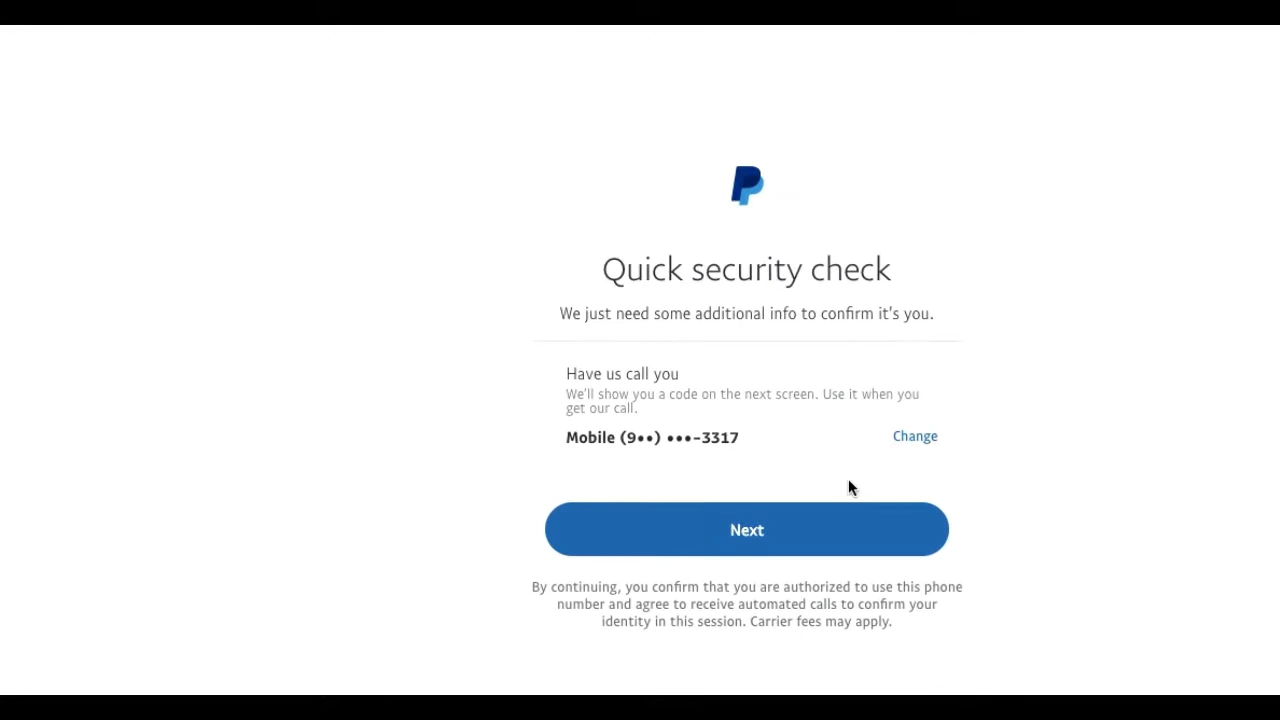 Quick security check
We just need some additional info to confirm it's you.
Have us call you
We'll show you a code on the next screen. Use it when you
get our call.
Mobile (9••) •••-3317
Change
Next
By continuing, you confirm that you are authorized to use this phone
number and agree to receive automated calls to confirm your
identity in this session. Carrier fees may apply.